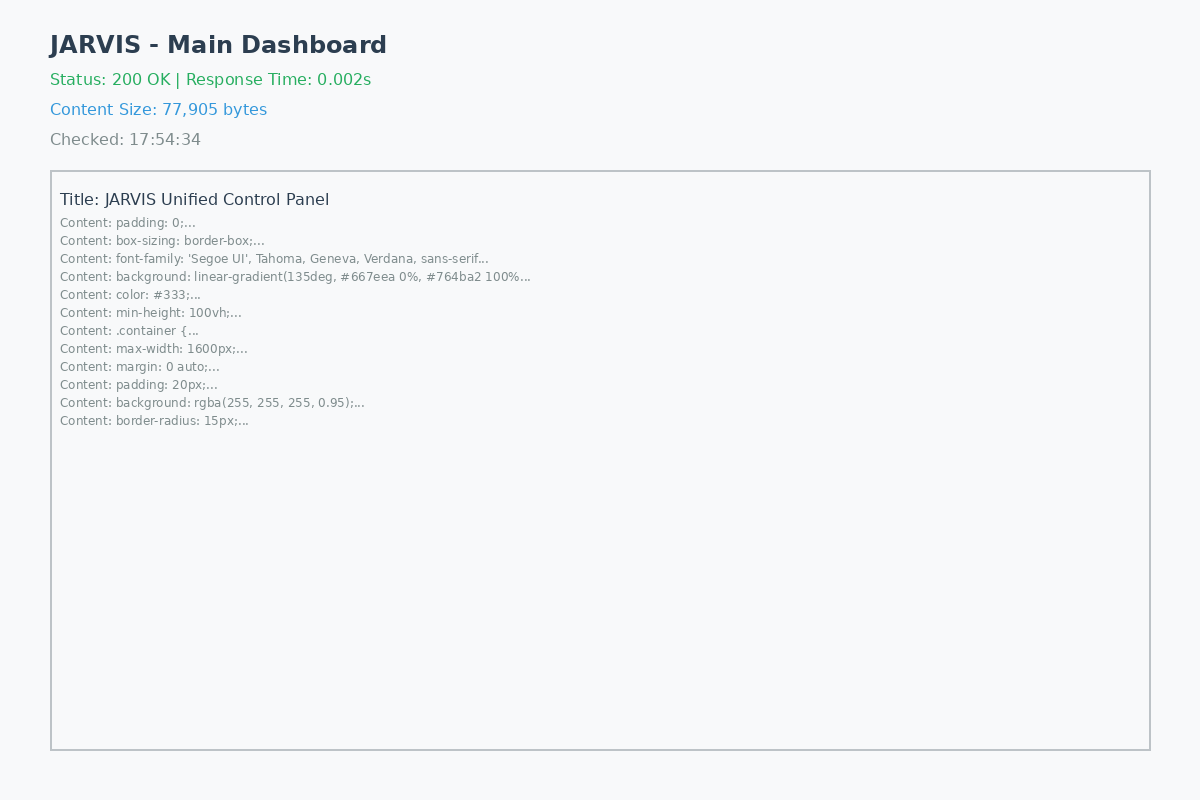 JARVIS - Main Dashboard
Status: 200 OK | Response Time: 0.002s
Content Size: 77,905 bytes
Checked: 17:54:34
Title: JARVIS Unified Control Panel
Content: padding: 0;...
Content: box-sizing: border-box;...
Content: font-family: 'Segoe UI', Tahoma, Geneva, Verdana, sans-serif...
Content: background: linear-gradient(135deg, #667eea 0%, #764ba2 100%...
Content: color: #333;...
Content: min-height: 100vh;...
Content: .container {...
Content: max-width: 1600px;...
Content: margin: 0 auto;...
Content: padding: 20px;...
Content: background: rgba(255, 255, 255, 0.95);...
Content: border-radius: 15px;...